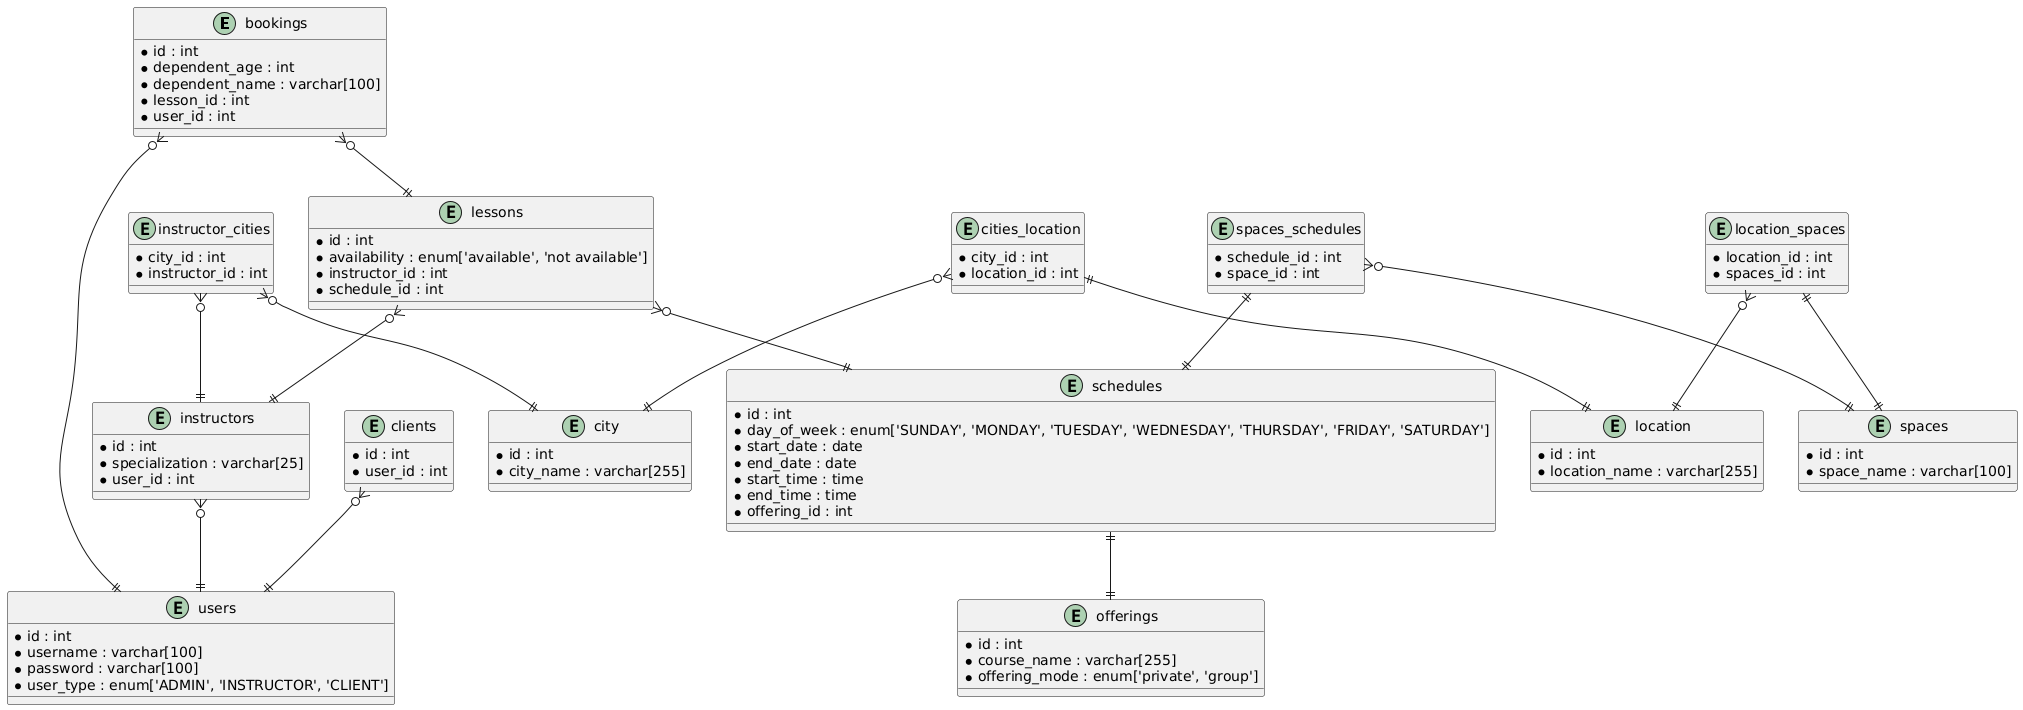 E bookings
* id : int
* dependent_age : int
* dependent_name : varchar[100]
* lesson_id : int
* user_id : int
E instructor_cities
* city_id : int
* instructor_id : int
E lessons
* id : int
* availability : enum['available', 'not available']
* instructor_id : int
* schedule_id : int
E cities_location
* city_id : int
* location_id : int
E spaces_schedules
* schedule_id : int
* space_id : int
E location_spaces
* location_id : int
* spaces_id : int
E instructors
* id : int
* specialization : varchar[25]
* user_id : int
E clients
* id : int
* user_id : int
E city
* id : int
* city_name : varchar[255]
E schedules
* id : int
* day_of_week : enum['SUNDAY', 'MONDAY', 'TUESDAY', 'WEDNESDAY', 'THURSDAY', 'FRIDAY', 'SATURDAY']
* start_date : date
* end_date : date
* start_time : time
* end_time : time
* offering_id : int
E location
* id : int
* location_name : varchar[255]
E spaces
* id : int
* space_name : varchar[100]
E users
* id : int
* username : varchar[100]
* password : varchar[100]
* user_type : enum['ADMIN', 'INSTRUCTOR', 'CLIENT']
E offerings
* id : int
* course_name : varchar[255]
* offering_mode : enum['private', 'group']